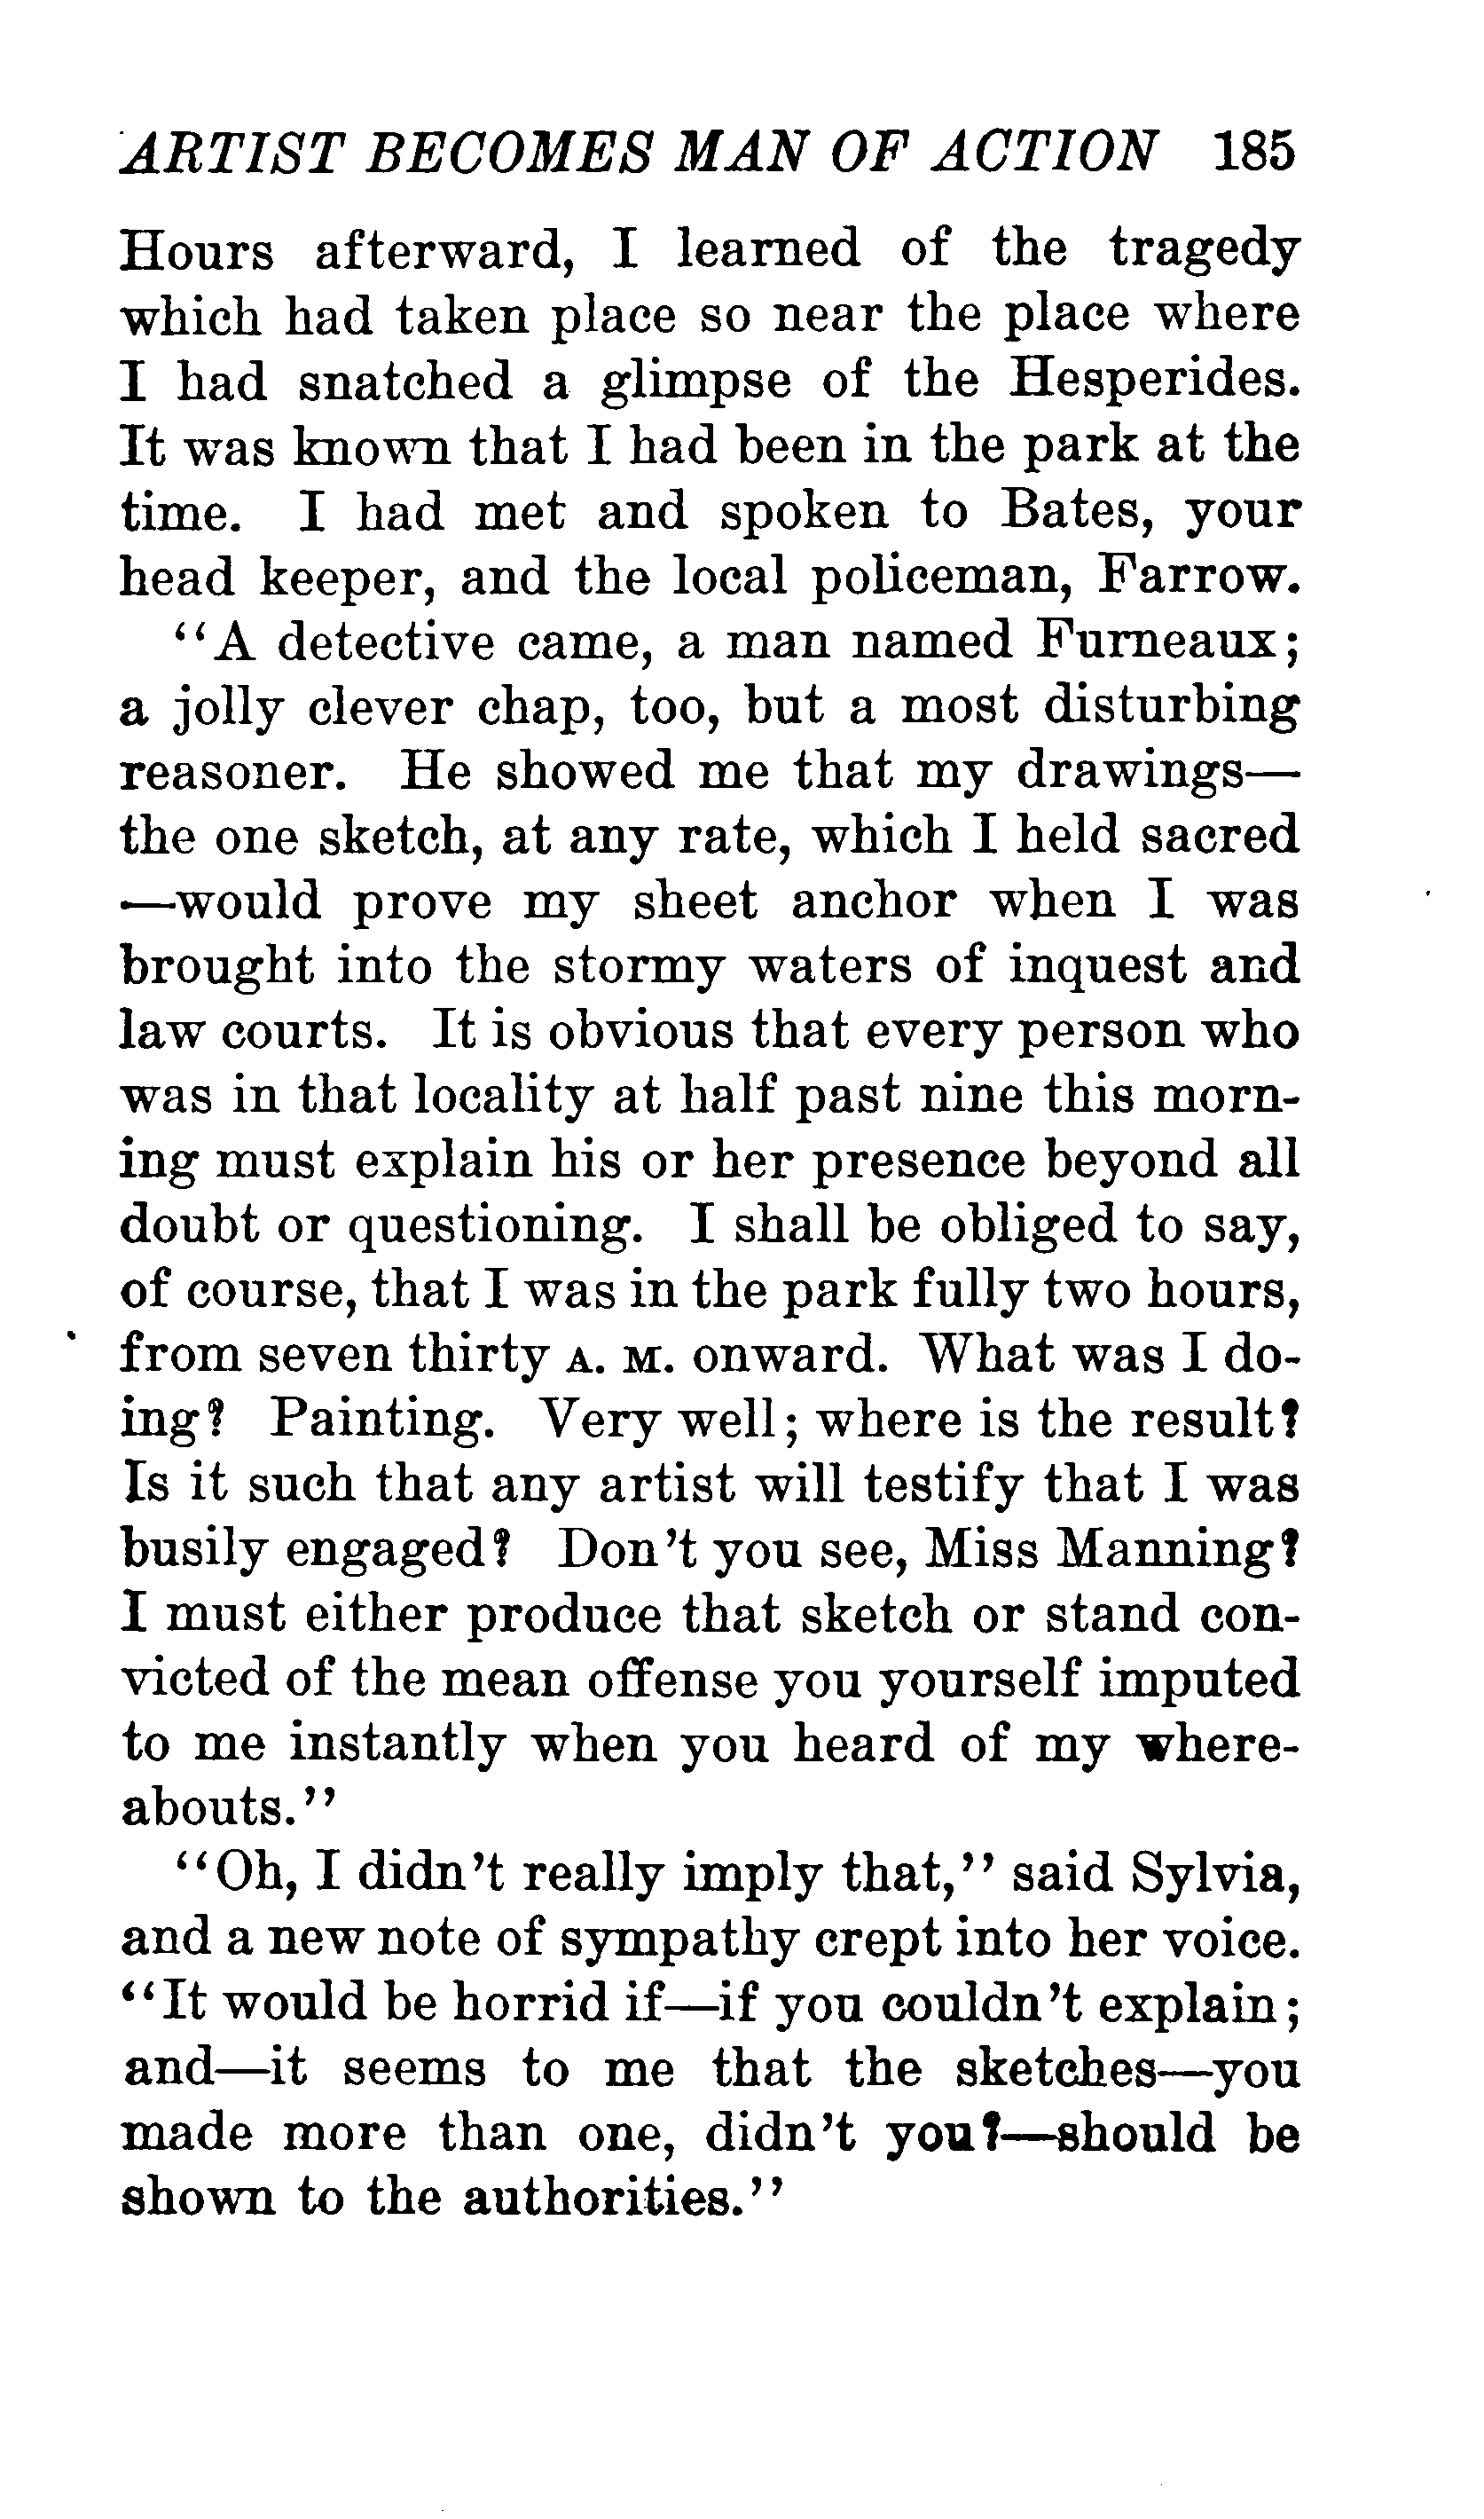 ARTIST BECOMES MAN OF ACTION 185
Hours afterward, I learned of the tragedy
which had taken place so near the place where
I had snatched a glimpse of the Hesperides.
It was known that I had been in the park at the
time. I had met and spoken to Bates, your
head keeper, and the local policeman, Farrow.
"A detective came, a man named Furneaux;
a jolly clever chap, too, but a most disturbing
reasoner. He showed me that my drawings—
the one sketch, at any rate, which I held sacred
—would prove my sheet anchor when I was
brought into the stormy waters of inquest and
law courts. It is obvious that every person who
was in that locality at half past nine this morn-
ing must explain his or her presence beyond all
doubt or questioning. I shall be obliged to say,
of course, that I was in the park fully two hours,
from seven thirty A. M. onward. What was I do-
ing? Painting. Very well; where is the result?
Is it such that any artist will testify that I was
busily engaged? Don't you see, Miss Manning?
I must either produce that sketch or stand con-
victed of the mean offense you yourself imputed
to me instantly when you heard of my where-
abouts."
"Oh, I didn't really imply that," said Sylvia,
and a new note of sympathy crept into her voice.
"It would be horrid if—if you couldn't explain;
and—it seems to me that the sketches—you
made more than one, didn't you?—should be
shown to the authorities."